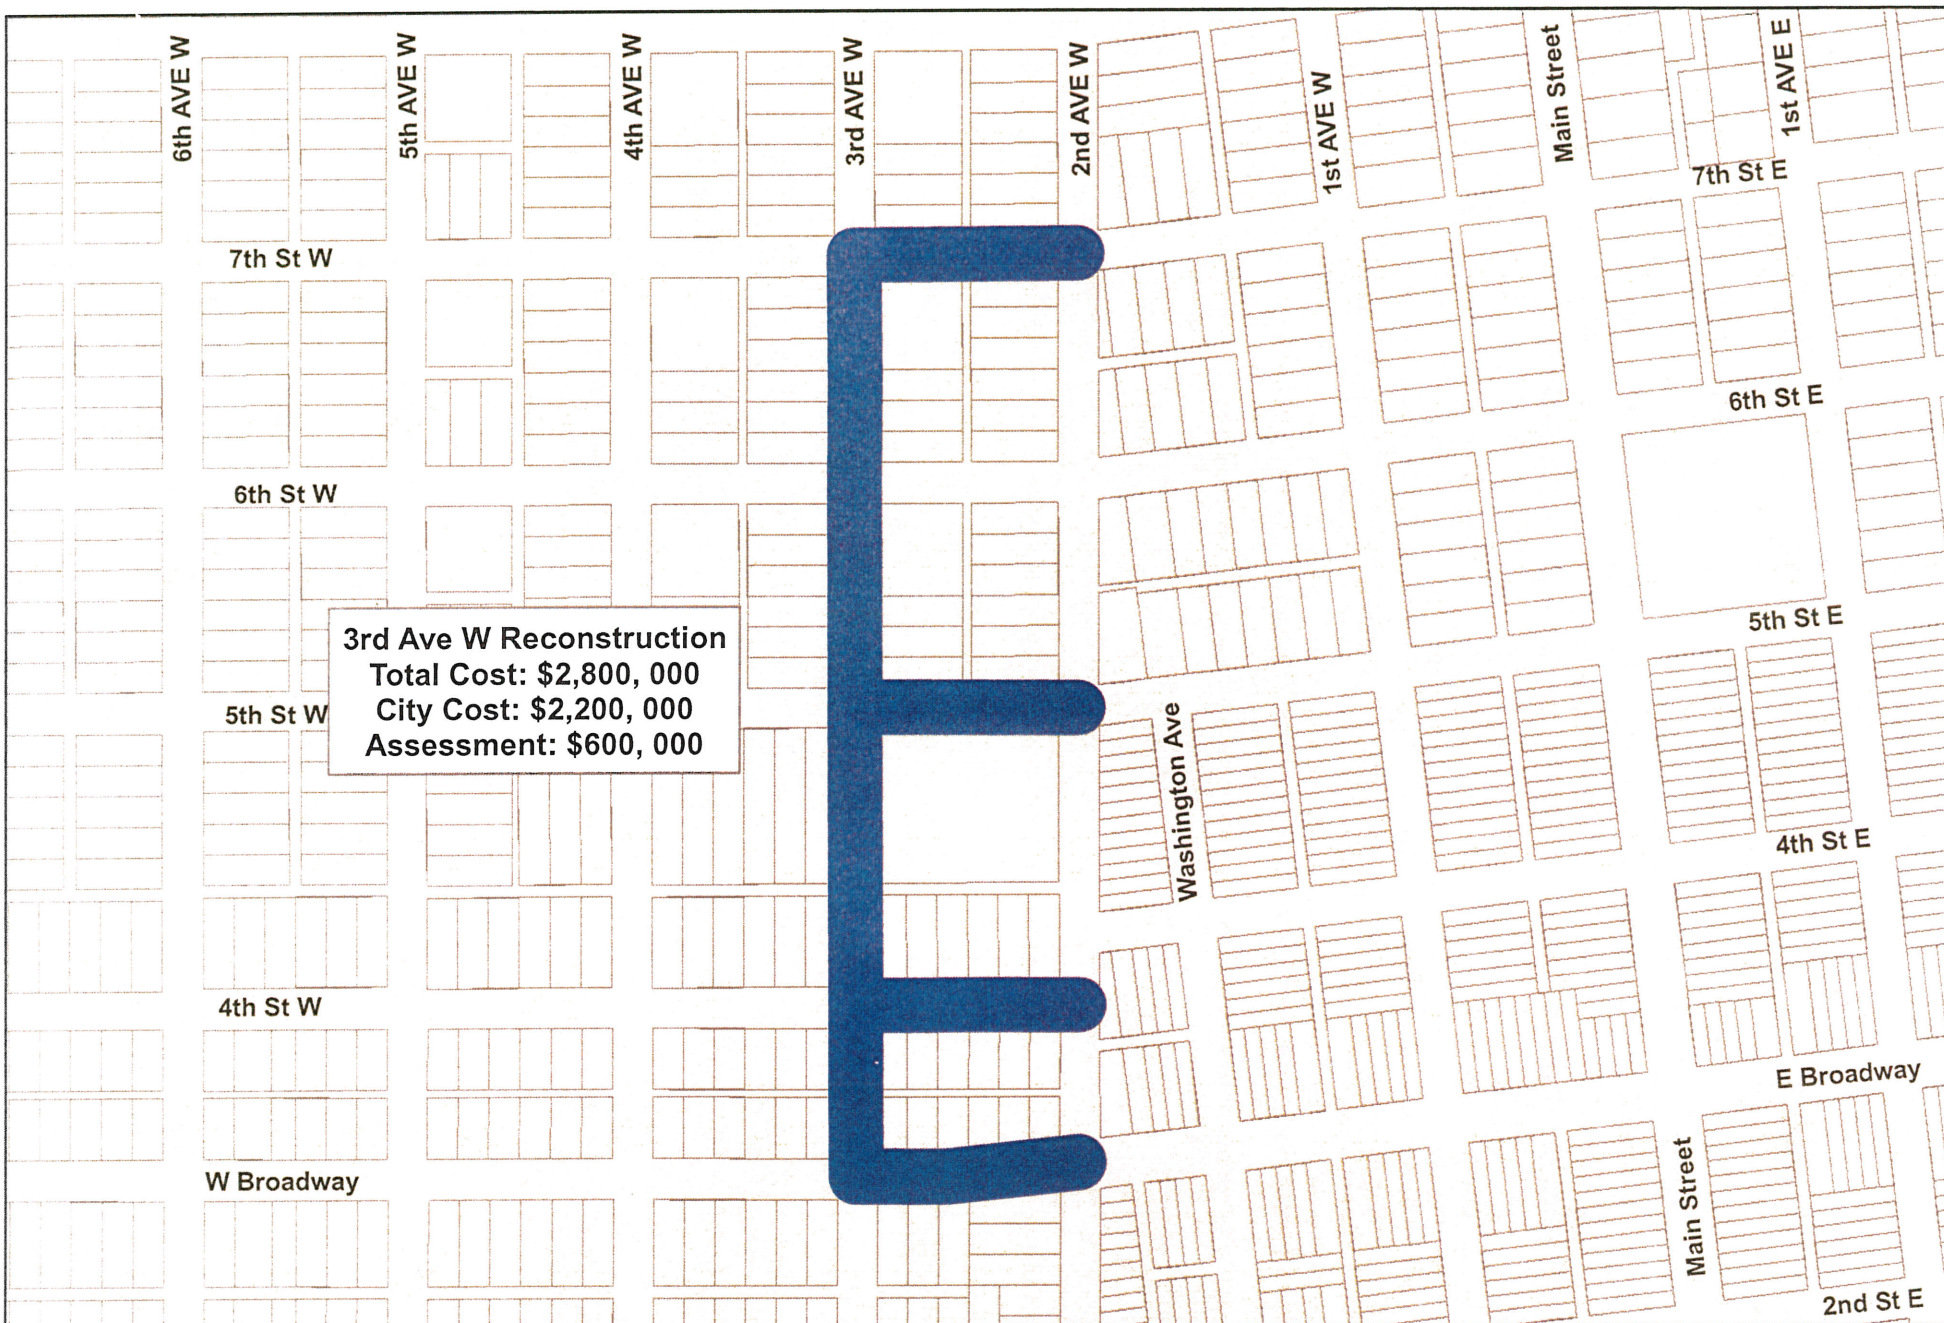 6th AVE W
5th AVE W
4th AVE W
3rd AVE W
2nd AVE W
1st AVE W
Main Street
1st AVE E
7th St E
7th St W
6th St E
6th St W
5th St E
3rd Ave W Reconstruction
Total Cost: $2,800, 000
City Cost: $2,200, 000
Assessment: $600, 000
5th St W
Washington Ave
4th St E
4th St W
E Broadway
W Broadway
Main Street
2nd St E